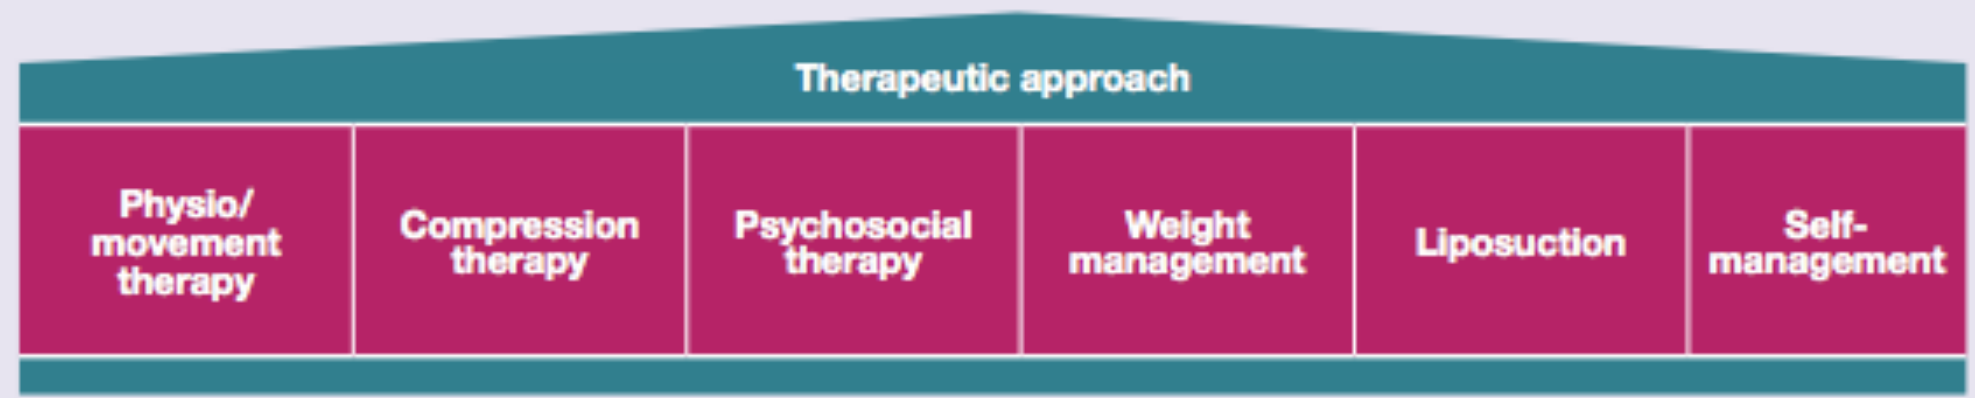 Therapeutic approach
Physio/
movement
therapy
Compression
therapy
Psychosocial
therapy
Weight
management
Liposuction
Self-
management